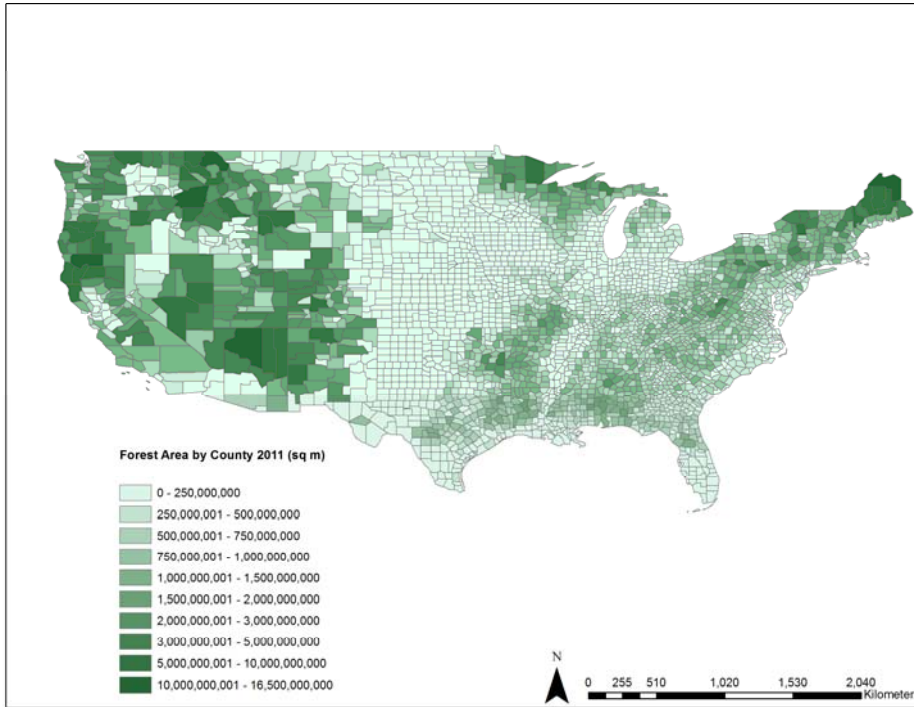 Forest Area by County 2011 (sq m)
0 - 250,000,000
250,000,001 - 500,000,000
500,000,001 - 750,000,000
750,000,001 - 1,000,000,000
1,000,000,001 - 1,500,000,000
1,500,000,001 - 2,000,000,000
2,000,000,001 - 3,000,000,000
3,000,000,001 - 5,000,000,000
5,000,000,001 - 10,000,000,000
10,000,000,001 - 16,500,000,000
N
0 255 510 1,020 1,530 2,040
Kilometer